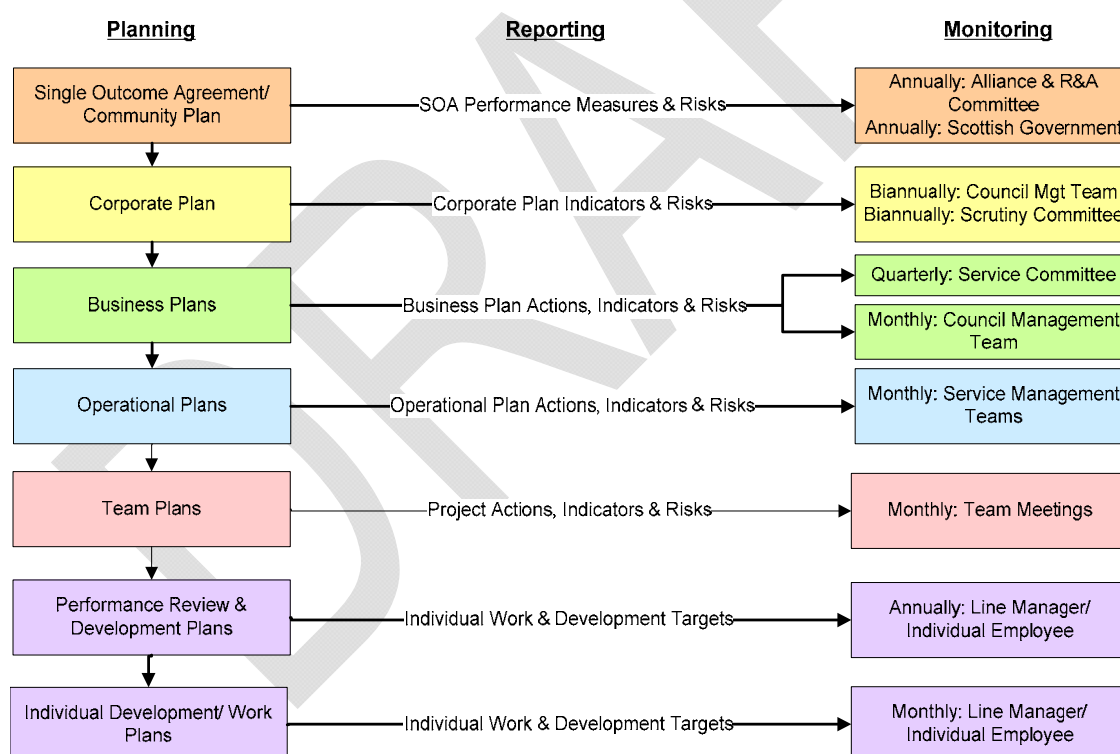 Planning
Reporting
Monitoring
Single Outcome Agreement/
Community Plan
SOA Performance Measures & Risks
Annually: Alliance & R&A
Committee
Annually: Scottish Government
Corporate Plan
Corporate Plan Indicators & Risks
Biannually: Council Mgt Team
Biannually: Scrutiny Committee
Business Plans
Business Plan Actions, Indicators & Risks
Quarterly: Service Committee
Monthly: Council Management
Team
Operational Plans
Operational Plan Actions, Indicators & Risks
Monthly: Service Management
Teams
Team Plans
Project Actions, Indicators & Risks
Monthly: Team Meetings
Performance Review &
Development Plans
Individual Work & Development Targets
Annually: Line Manager/
Individual Employee
Individual Development/ Work
Plans
Individual Work & Development Targets
Monthly: Line Manager/
Individual Employee
DRA